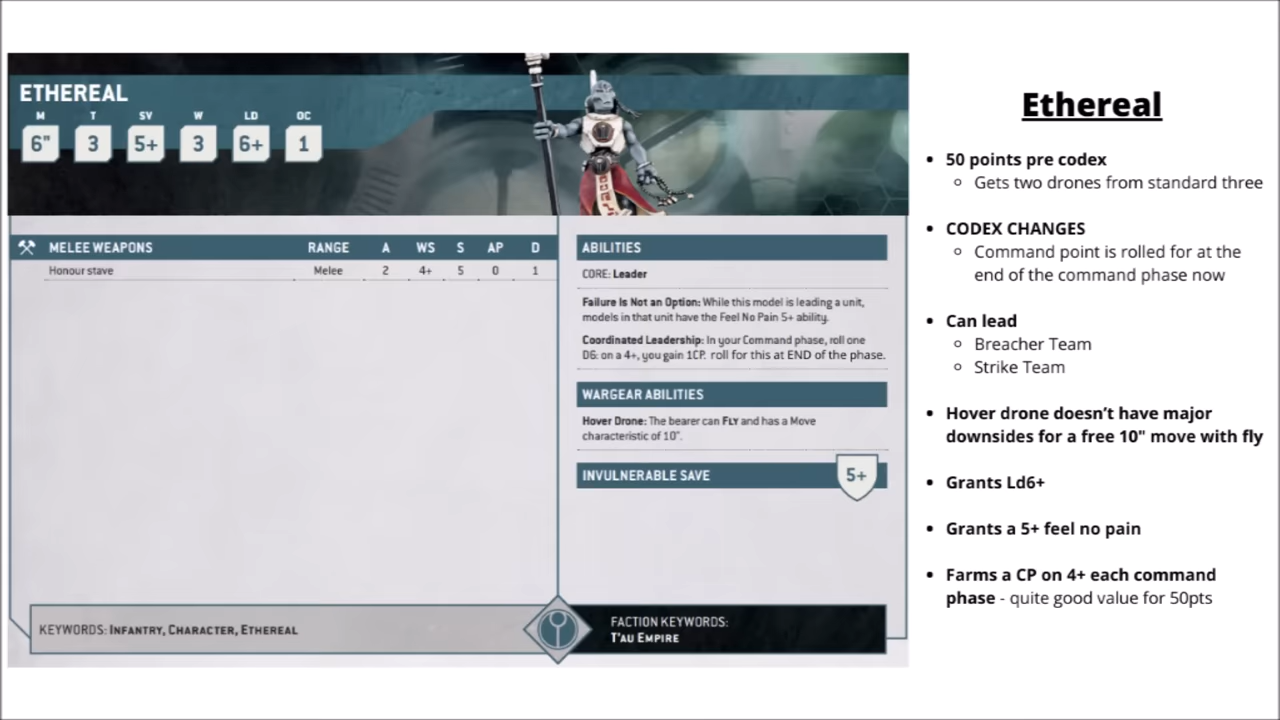 ETHEREAL
M T SV W LD OC
6" 3 5+ 3 6+ 1
MELEE WEAPONS RANGE A WS S AP D
Honour stave Melee 2 4+ 5 0 1
ABILITIES
CORE: Leader
Failure Is Not an Option: While this model is leading a unit,
models in that unit have the Feel No Pain 5+ ability.
Coordinated Leadership: In your Command phase, roll one
D6: on a 4+, you gain 1CP. roll for this at END of the phase.
WARGEAR ABILITIES
Hover Drone: The bearer can FLY and has a Move
characteristic of 10".
INVULNERABLE SAVE 5+
KEYWORDS: INFANTRY, CHARACTER, ETHEREAL
FACTION KEYWORDS:
T'AU EMPIRE
Ethereal
• 50 points pre codex
○ Gets two drones from standard three
• CODEX CHANGES
○ Command point is rolled for at the
end of the command phase now
• Can lead
○ Breacher Team
○ Strike Team
• Hover drone doesn't have major
downsides for a free 10" move with fly
• Grants Ld6+
• Grants a 5+ feel no pain
• Farms a CP on 4+ each command
phase - quite good value for 50pts